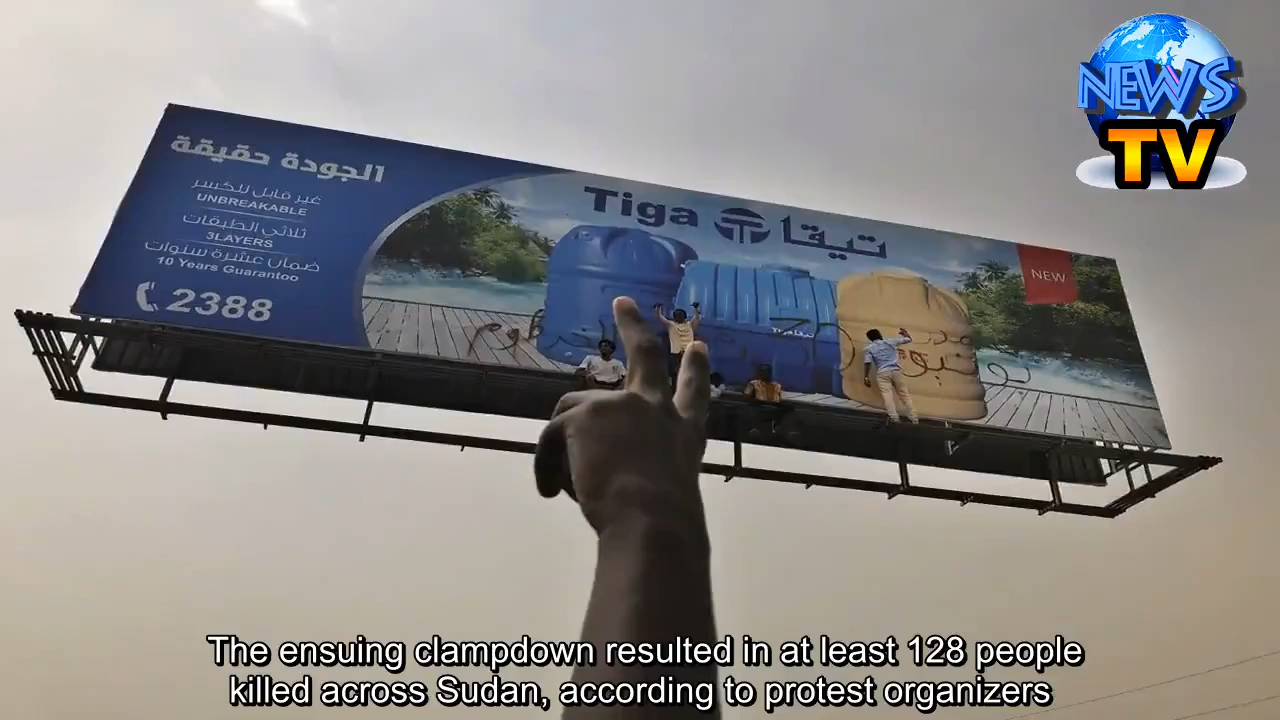 NEWS
TV
الجودة حقيقة
غير قابل للكسر
UNBREAKABLE
ثلاثي الطبقات
3LAYERS
ضمان عشرة سنوات
10 Years Guarantoo
2388
Tiga تيقا
NEW
The ensuing clampdown resulted in at least 128 people
killed across Sudan, according to protest organizers